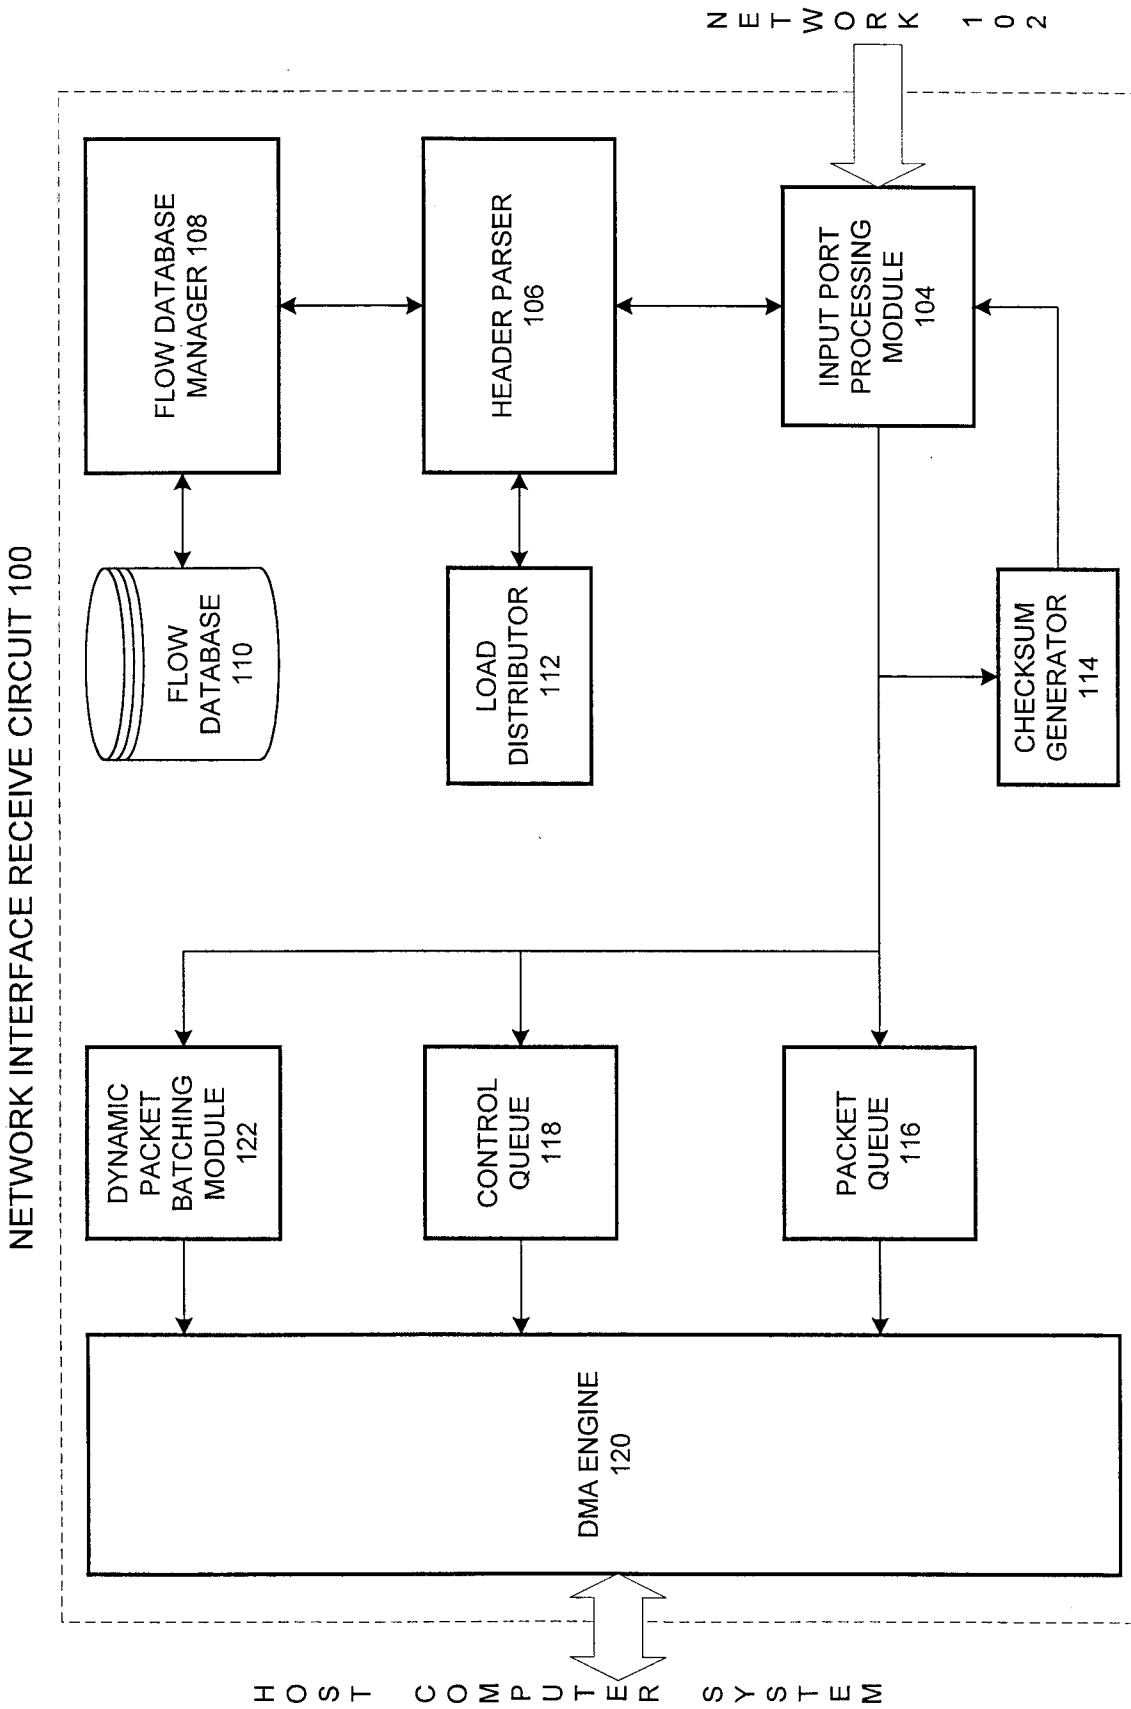 NETWORK INTERFACE RECEIVE CIRCUIT 100
HOST COMPUTER SYSTEM
DMA ENGINE
120
DYNAMIC
PACKET
BATCHING
MODULE
122
CONTROL
QUEUE
118
PACKET
QUEUE
116
FLOW
DATABASE
110
LOAD
DISTRIBUTOR
112
CHECKSUM
GENERATOR
114
FLOW DATABASE
MANAGER 108
HEADER PARSER
106
INPUT PORT
PROCESSING
MODULE
104
NETWORK 102